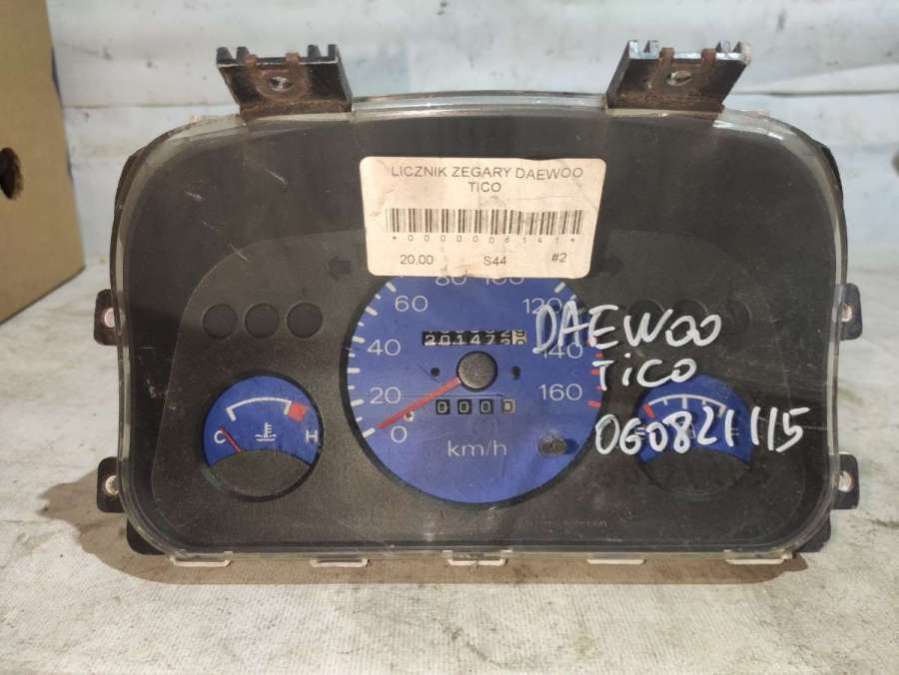 LICZNIK ZEGARY DAEWOO
TICO
*0000006141*
20.00 S44 #2
80 100
60 120
40 140
20 160
0
0000
km/h
C H
DAEWOO
TICO
060821115